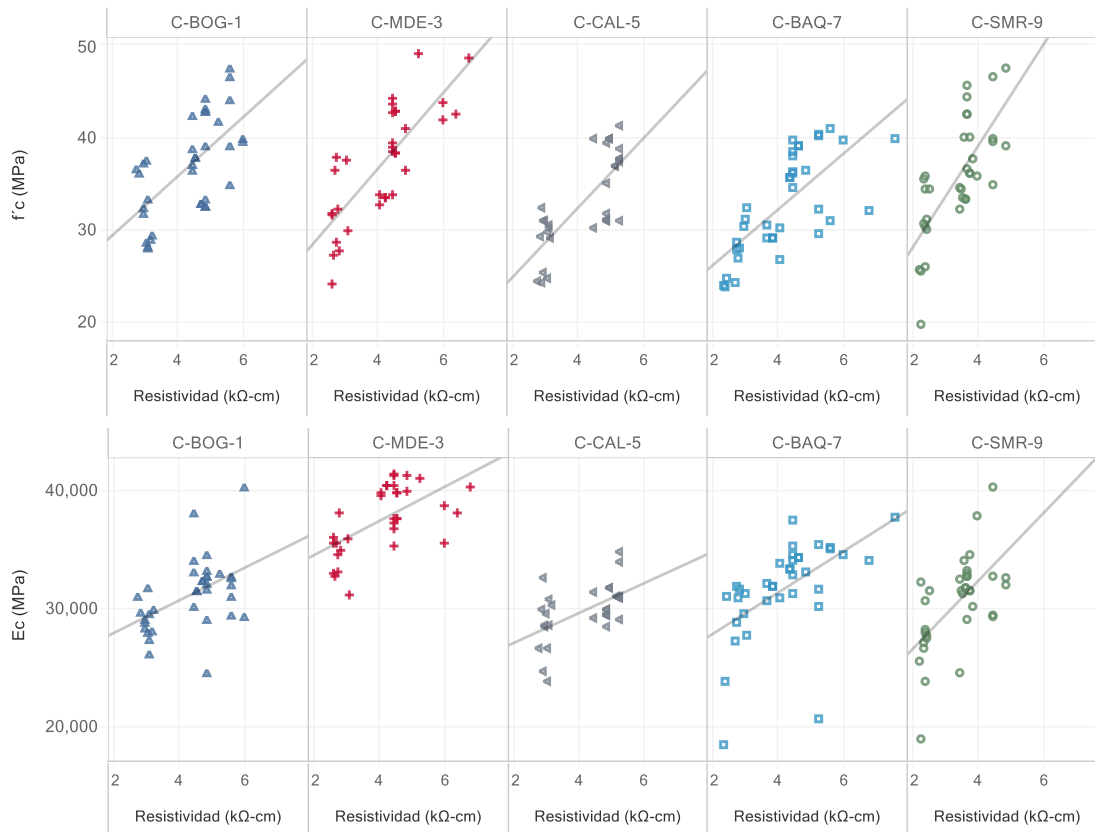 C-BOG-1 C-MDE-3 C-CAL-5 C-BAQ-7 C-SMR-9
50
40
30
20
f´c (MPa)
2 4 6 2 4 6 2 4 6 2 4 6 2 4 6
Resistividad (kΩ-cm) Resistividad (kΩ-cm) Resistividad (kΩ-cm) Resistividad (kΩ-cm) Resistividad (kΩ-cm)
C-BOG-1 C-MDE-3 C-CAL-5 C-BAQ-7 C-SMR-9
40,000
30,000
20,000
Ec (MPa)
2 4 6 2 4 6 2 4 6 2 4 6 2 4 6
Resistividad (kΩ-cm) Resistividad (kΩ-cm) Resistividad (kΩ-cm) Resistividad (kΩ-cm) Resistividad (kΩ-cm)